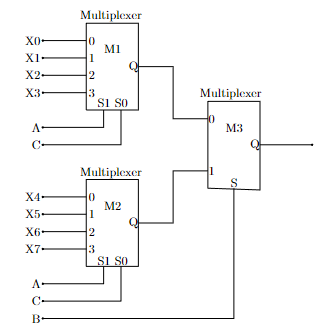 Multiplexer
X0 0
M1
X1 1
X2 2
Q
X3 3
S1 S0
A
C
Multiplexer
0
M3
Q
1
S
Multiplexer
X4 0
M2
X5 1
X6 2
Q
X7 3
S1 S0
A
C
B